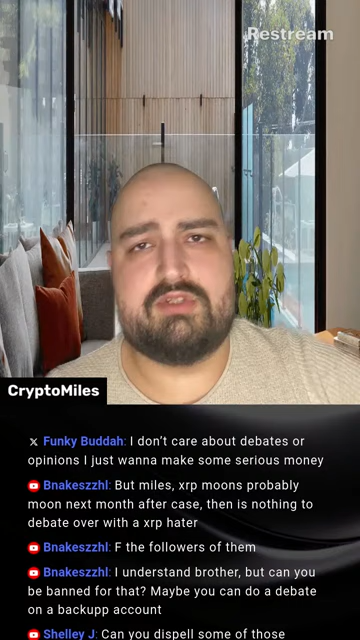 Restream
CryptoMiles
Funky Buddah: I don't care about debates or
opinions I just wanna make some serious money
Bnakeszzhl: But miles, xrp moons probably
moon next month after case, then is nothing to
debate over with a xrp hater
Bnakeszzhl: F the followers of them
Bnakeszzhl: I understand brother, but can you
be banned for that? Maybe you can do a debate
on a backupp account
Shelley J: Can you dispell some of those